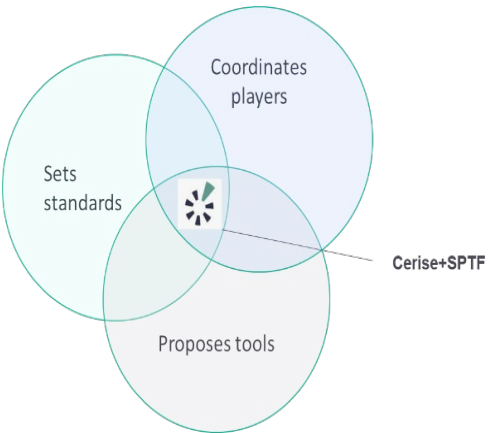 Coordinates
players
Sets
standards
Cerise+SPTF
Proposes tools